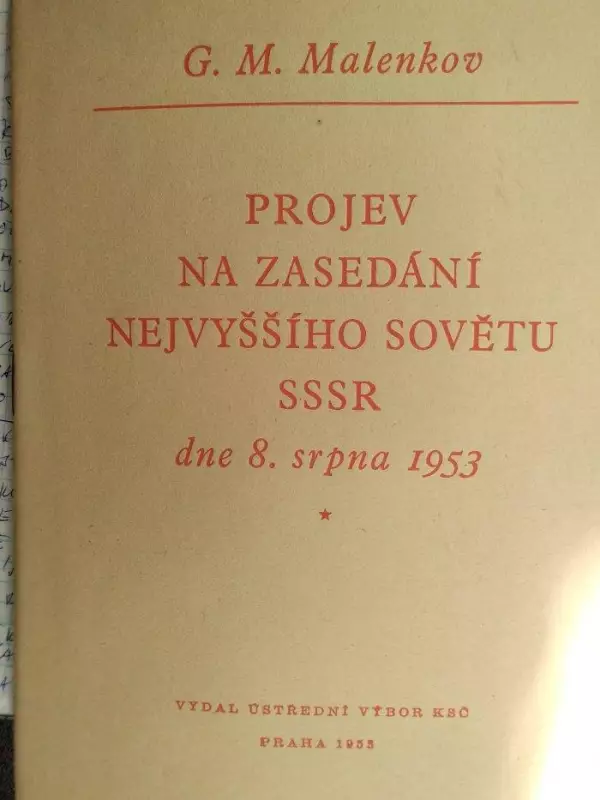 G. M. Malenkov
PROJEV
NA ZASEDÁNÍ
NEJVYŠŠÍHO SOVĚTU
SSSR
dne 8. srpna 1953
VYDAL ÚSTŘEDNÍ VÝBOR KSČ
PRAHA 1953